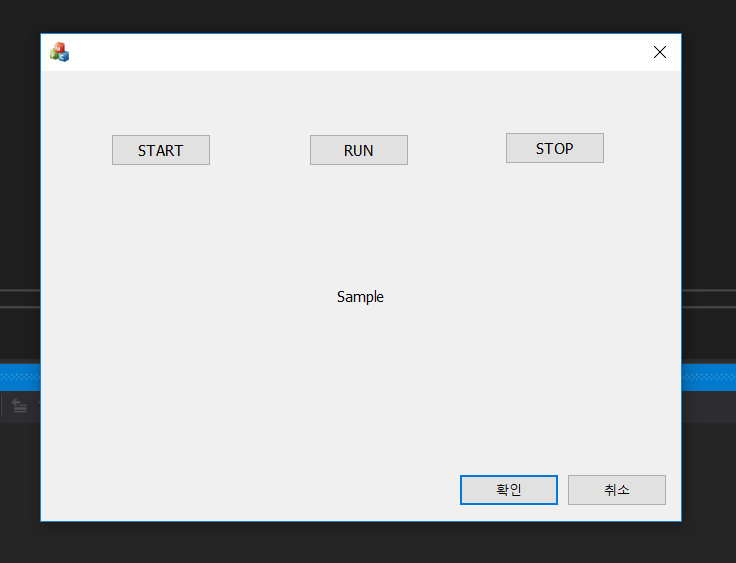 START
RUN
STOP
Sample
확인
취소